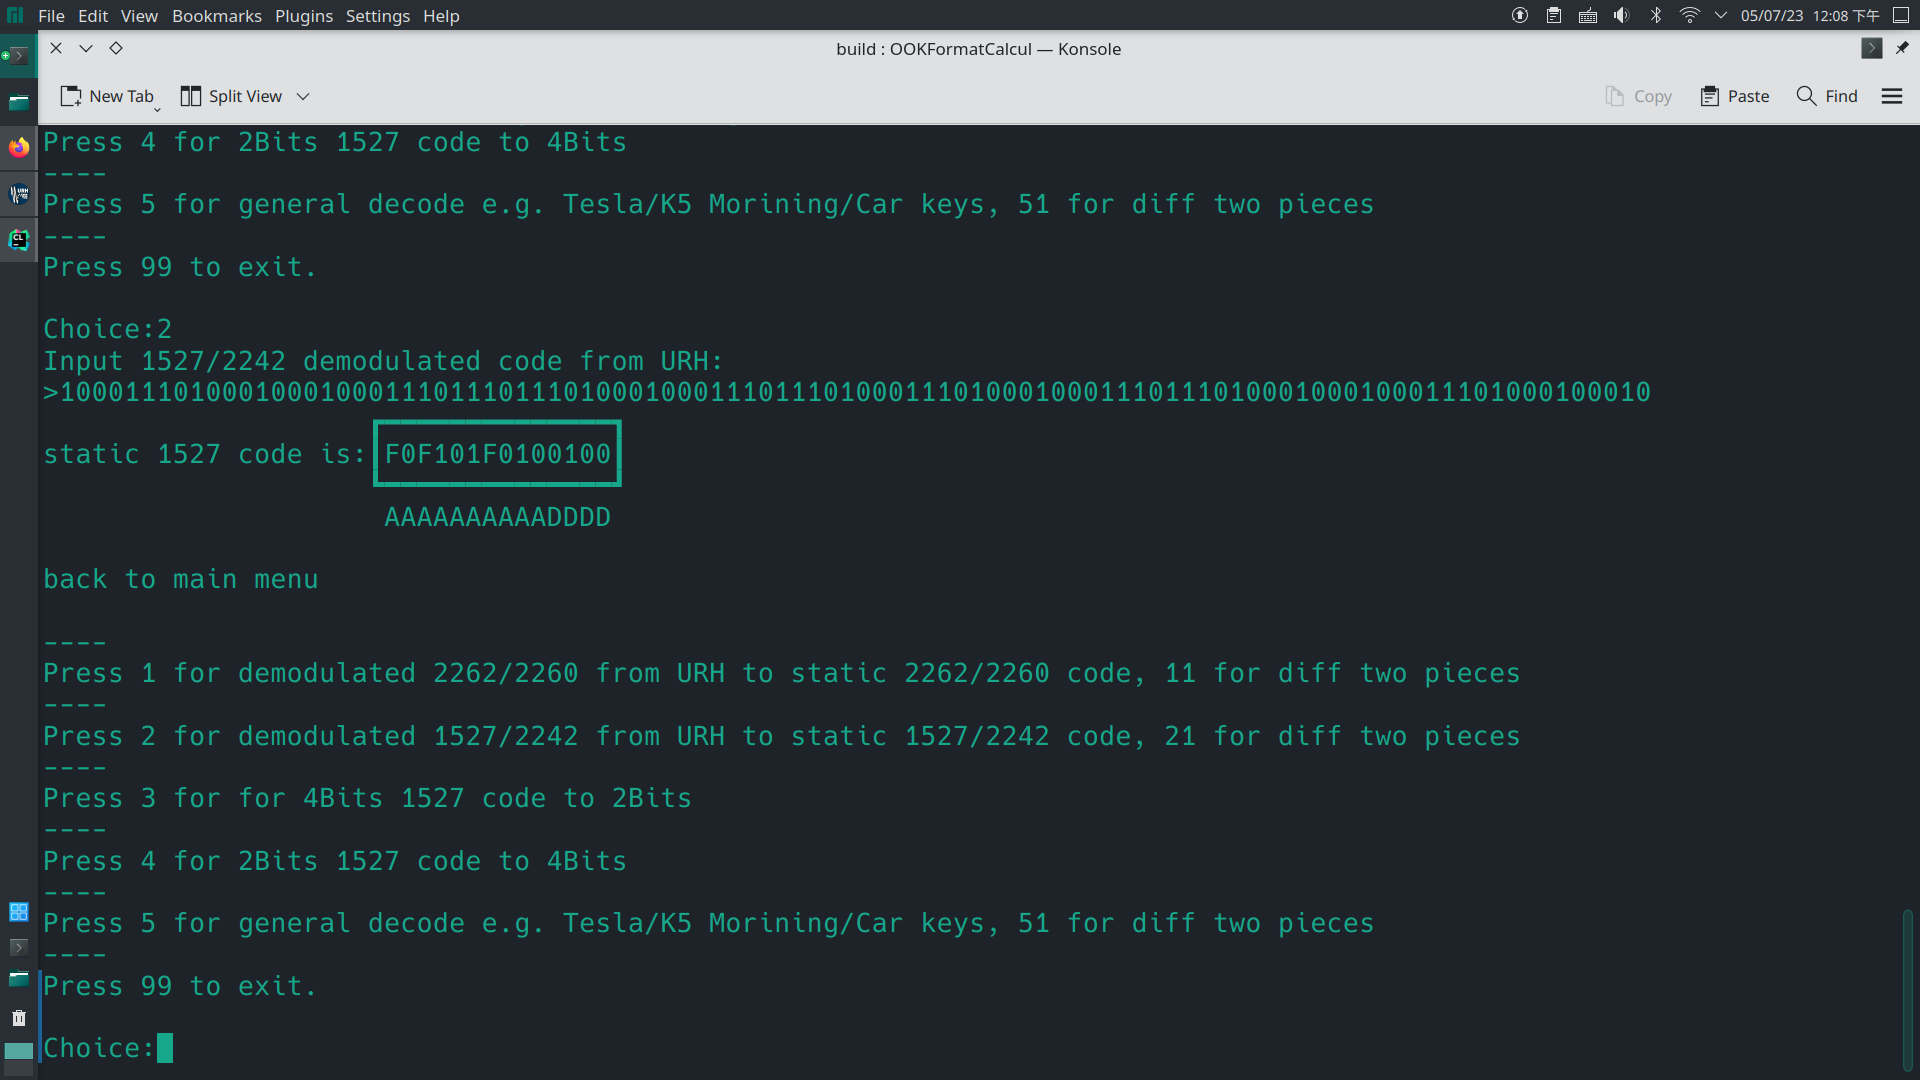 File Edit View Bookmarks Plugins Settings Help
05/07/23 12:08 下午
build : OOKFormatCalcul — Konsole
New Tab Split View Copy Paste Find
Press 4 for 2Bits 1527 code to 4Bits
----
Press 5 for general decode e.g. Tesla/K5 Morining/Car keys, 51 for diff two pieces
----
Press 99 to exit.
Choice:2
Input 1527/2242 demodulated code from URH:
>10001110100010001000111011101110100010001110111010001110100010001110111010001000100011101000100010
static 1527 code is: F0F101F0100100
AAAAAAAAAADDDD
back to main menu
----
Press 1 for demodulated 2262/2260 from URH to static 2262/2260 code, 11 for diff two pieces
----
Press 2 for demodulated 1527/2242 from URH to static 1527/2242 code, 21 for diff two pieces
----
Press 3 for for 4Bits 1527 code to 2Bits
----
Press 4 for 2Bits 1527 code to 4Bits
----
Press 5 for general decode e.g. Tesla/K5 Morining/Car keys, 51 for diff two pieces
----
Press 99 to exit.
Choice: